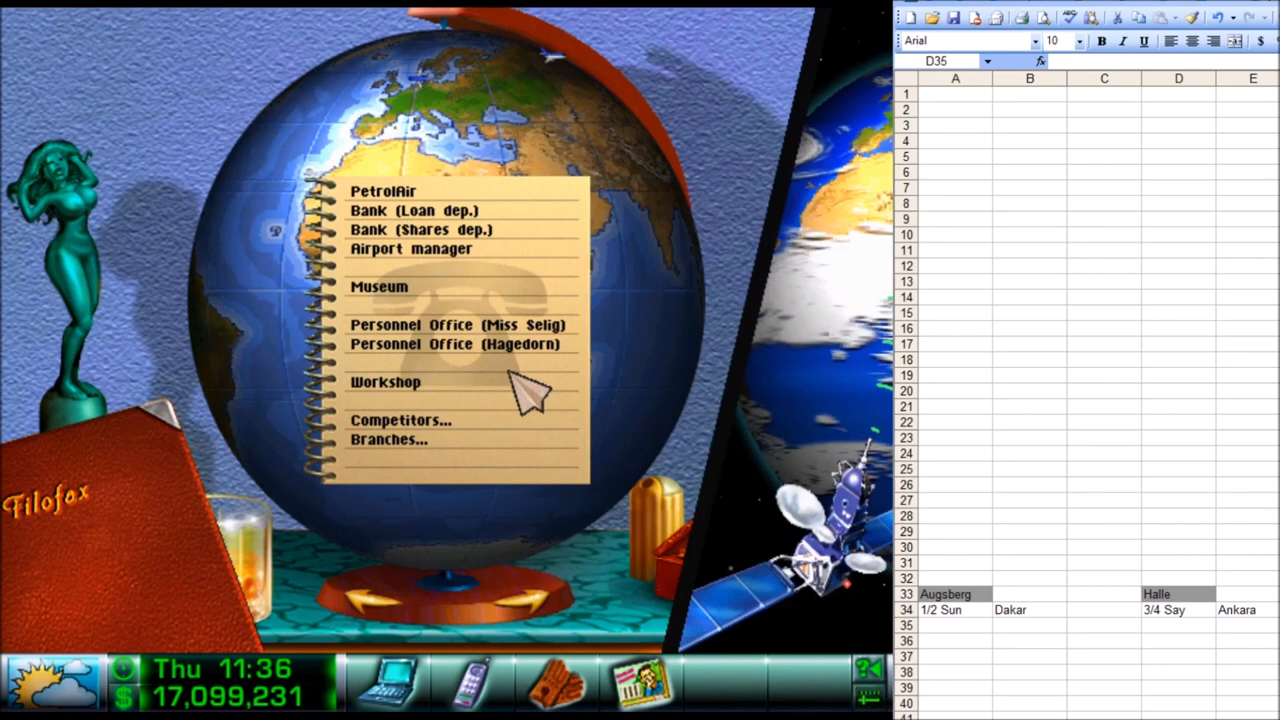 PetrolAir
Bank (Loan dep.)
Bank (Shares dep.)
Airport manager
Museum
Personnel Office (Miss Selig)
Personnel Office (Hagedorn)
Workshop
Competitors...
Branches...
Filofax
Thu 11:36
$ 17,099,231
Arial 10 B I U $
D35 fx
A B C D E
1
2
3
4
5
6
7
8
9
10
11
12
13
14
15
16
17
18
19
20
21
22
23
24
25
26
27
28
29
30
31
32
33 Augsberg Halle
34 1/2 Sun Dakar 3/4 Say Ankara
35
36
37
38
39
40
41